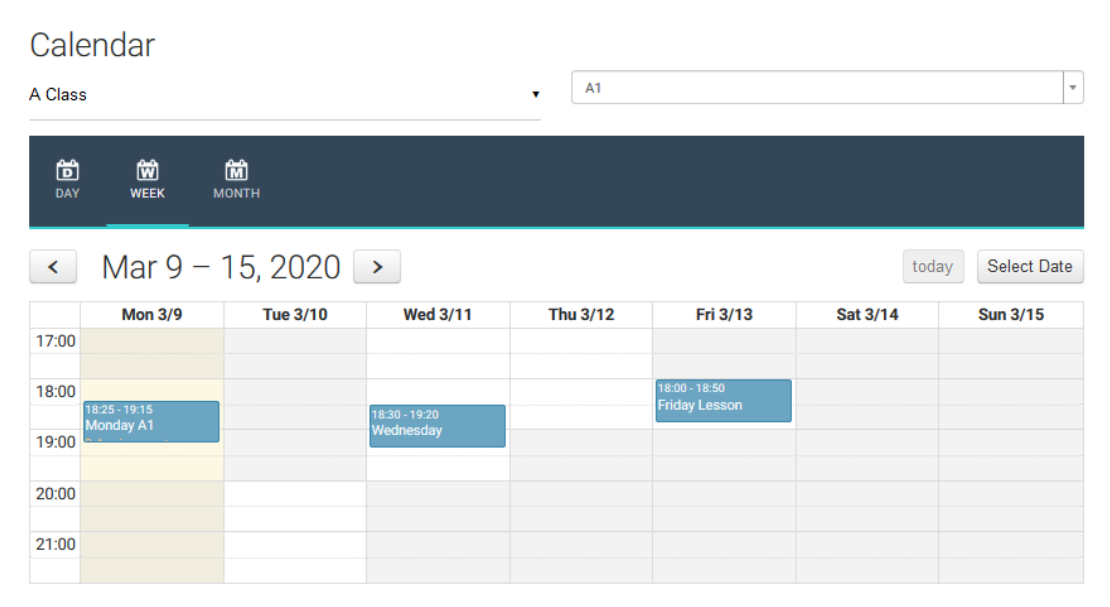 Calendar
A Class
A1
D W M
DAY WEEK MONTH
Mar 9 – 15, 2020
today Select Date
Mon 3/9 Tue 3/10 Wed 3/11 Thu 3/12 Fri 3/13 Sat 3/14 Sun 3/15
17:00
18:00
18:00 - 18:50
Friday Lesson
18:25 - 19:15
Monday A1
18:30 - 19:20
Wednesday
19:00
20:00
21:00